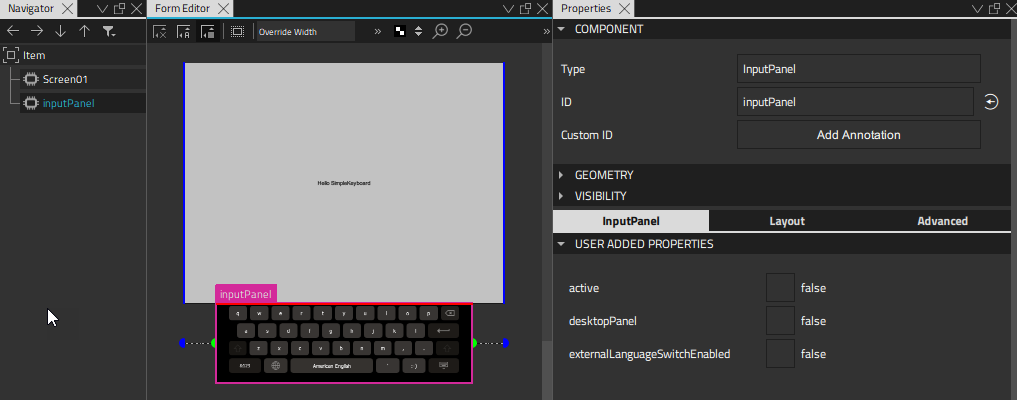 Navigator
Form Editor
Properties
Override Width
Item
Screen01
inputPanel
Hello SimpleKeyboard
inputPanel
q w e r t y u i o p
a s d f g h j k l
z x c v b n m , .
&123 American English ' :)
COMPONENT
Type InputPanel
ID inputPanel
Custom ID Add Annotation
GEOMETRY
VISIBILITY
InputPanel Layout Advanced
USER ADDED PROPERTIES
active false
desktopPanel false
externalLanguageSwitchEnabled false